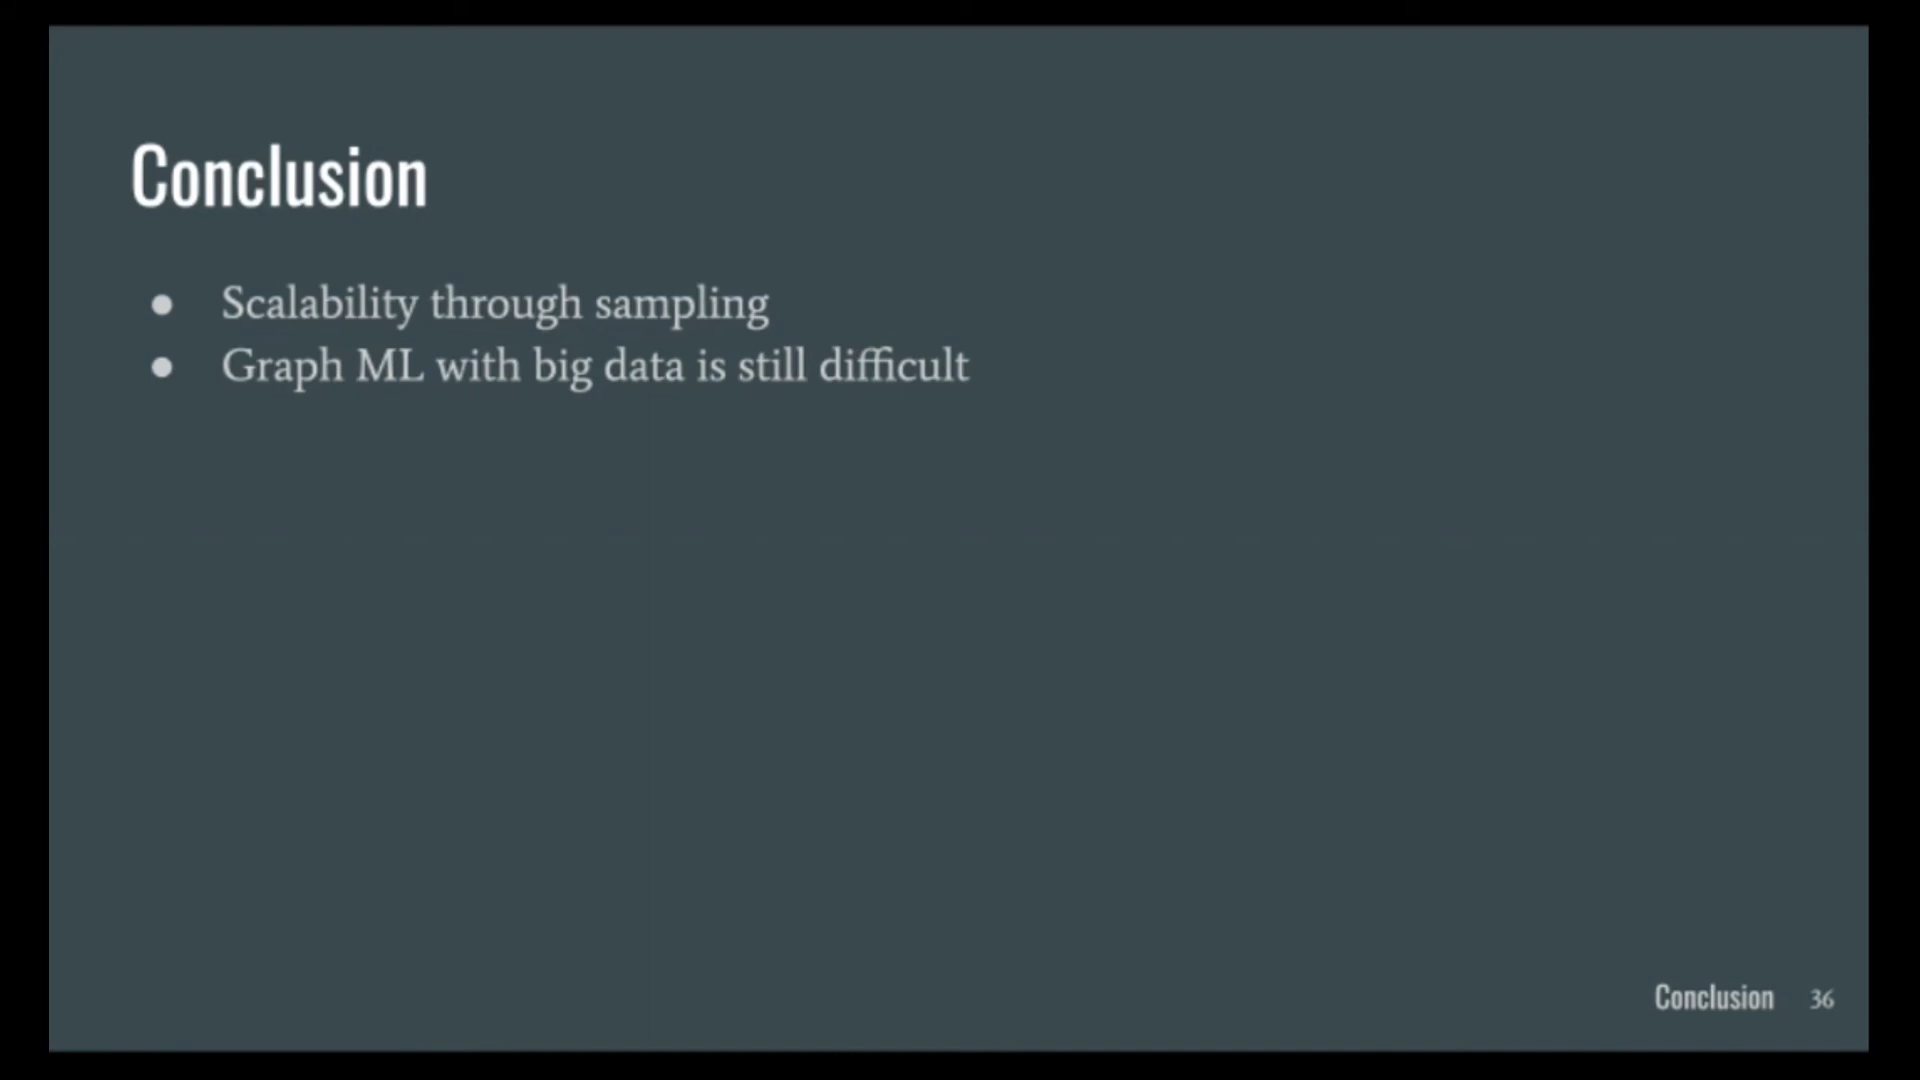 Conclusion
● Scalability through sampling
● Graph ML with big data is still difficult
Conclusion 36